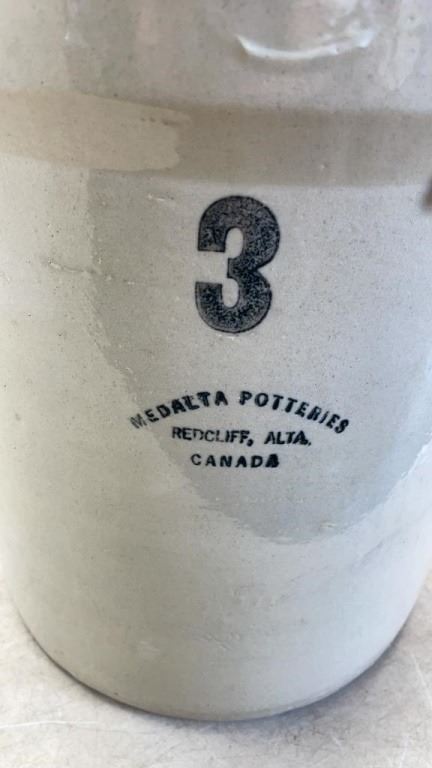 3
MEDALTA POTTERIES
REDCLIFF, ALTA.
CANADA